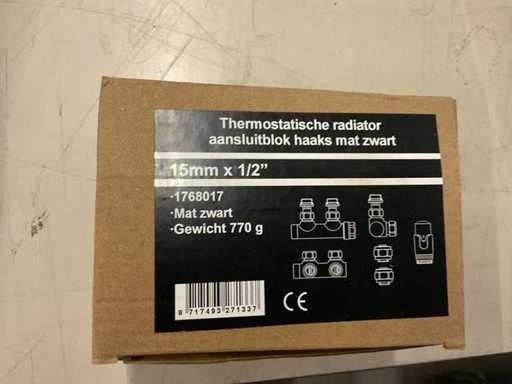 Thermostatische radiator
aansluitblok haaks mat zwart
15mm x 1/2"
·1768017
·Mat zwart
·Gewicht 770 g
8 717493 271337
CE